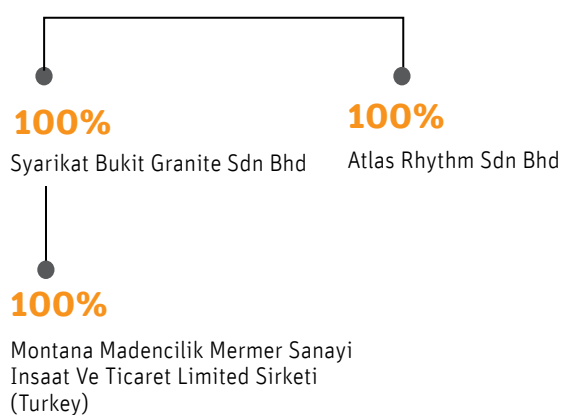 100%
Syarikat Bukit Granite Sdn Bhd
100%
Atlas Rhythm Sdn Bhd
100%
Montana Madencilik Mermer Sanayi
Insaat Ve Ticaret Limited Sirketi
(Turkey)